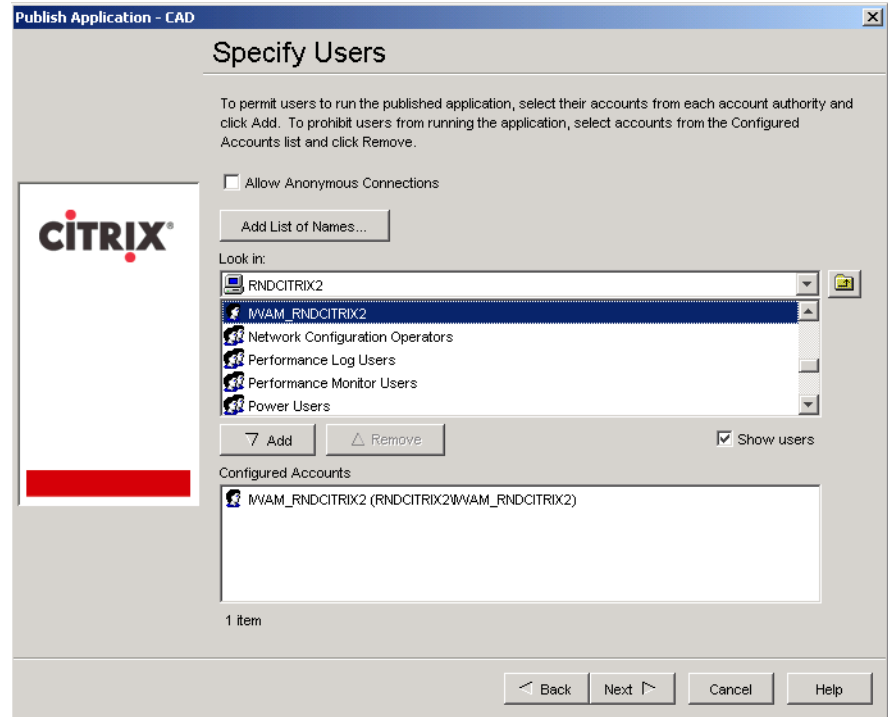 Publish Application - CAD
Specify Users
To permit users to run the published application, select their accounts from each account authority and
click Add. To prohibit users from running the application, select accounts from the Configured
Accounts list and click Remove.
Allow Anonymous Connections
CITRIX®
Add List of Names...
Look in:
RNDCITRIX2
IWAM_RNDCITRIX2
Network Configuration Operators
Performance Log Users
Performance Monitor Users
Power Users
Add
Remove
Show users
Configured Accounts
IWAM_RNDCITRIX2 (RNDCITRIX2\IWAM_RNDCITRIX2)
1 item
Back
Next
Cancel
Help